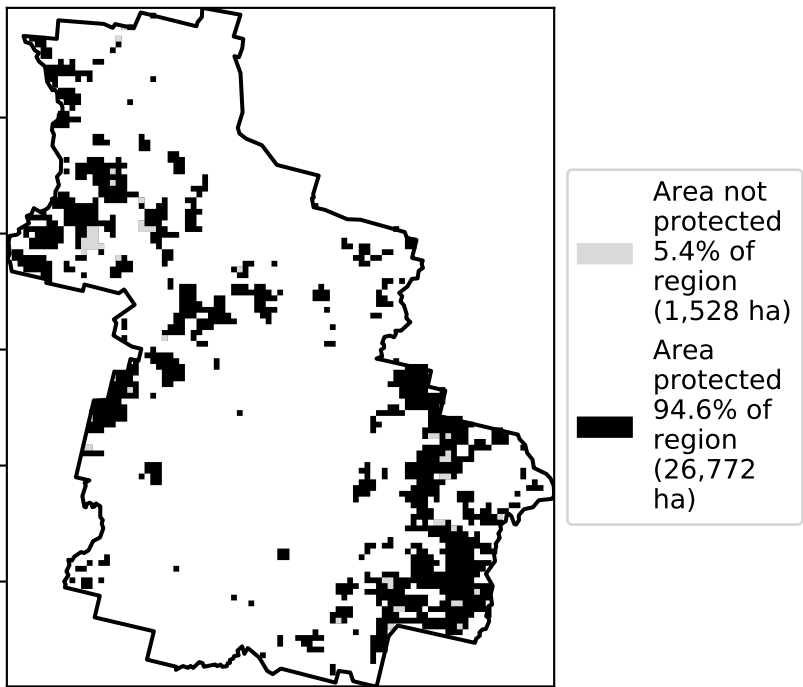 Area not
protected
5.4% of
region
(1,528 ha)
Area
protected
94.6% of
region
(26,772
ha)